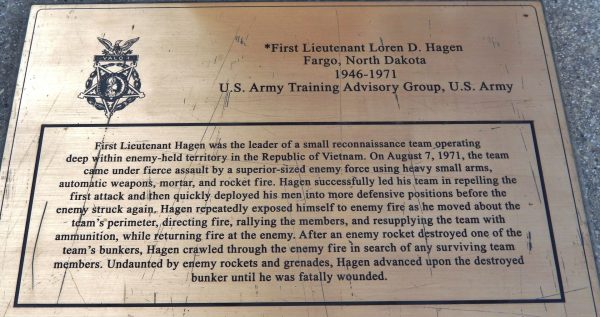 VALOR
*First Lieutenant Loren D. Hagen
Fargo, North Dakota
1946-1971
U.S. Army Training Advisory Group, U.S. Army
First Lieutenant Hagen was the leader of a small reconnaissance team operating
deep within enemy-held territory in the Republic of Vietnam. On August 7, 1971, the team
came under fierce assault by a superior-sized enemy force using heavy small arms,
automatic weapons, mortar, and rocket fire. Hagen successfully led his team in repelling the
first attack and then quickly deployed his men into more defensive positions before the
enemy struck again. Hagen repeatedly exposed himself to enemy fire as he moved about the
team's perimeter, directing fire, rallying the members, and resupplying the team with
ammunition, while returning fire at the enemy. After an enemy rocket destroyed one of the
team's bunkers, Hagen crawled through the enemy fire in search of any surviving team
members. Undaunted by enemy rockets and grenades, Hagen advanced upon the destroyed
bunker until he was fatally wounded.